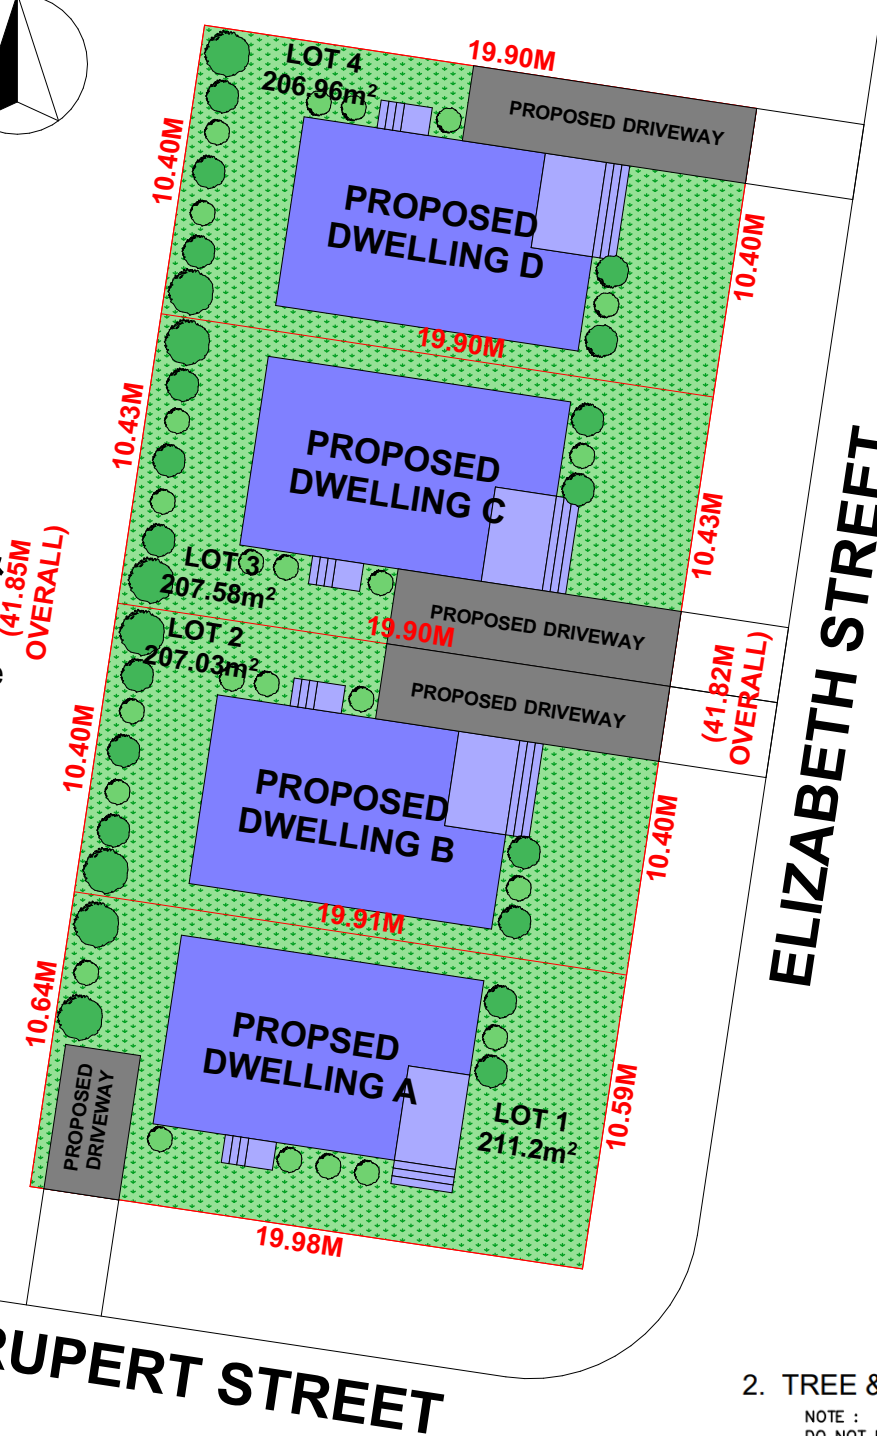 LOT 4
206.96m²
19.90M
PROPOSED DRIVEWAY
10.40M
PROPOSED
DWELLING D
10.40M
19.90M
10.43M
PROPOSED
DWELLING C
10.43M
(41.85M
OVERALL)
LOT 3
207.58m²
PROPOSED DRIVEWAY
19.90M
LOT 2
207.03m²
PROPOSED DRIVEWAY
(41.82M
OVERALL)
ELIZABETH STREET
10.40M
PROPOSED
DWELLING B
10.40M
19.91M
10.64M
PROPSED
DWELLING A
PROPOSED
DRIVEWAY
LOT 1
211.2m²
10.59M
19.98M
RUPERT STREET
2. TREE &
NOTE :
DO NOT